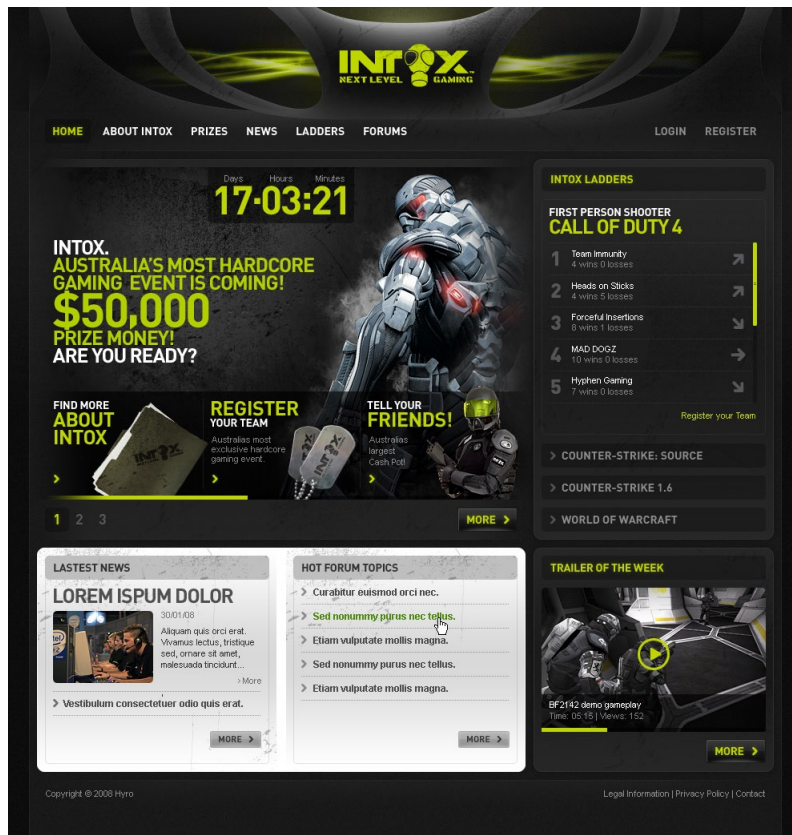 INTOX
NEXT LEVEL GAMING
HOME ABOUT INTOX PRIZES NEWS LADDERS FORUMS LOGIN REGISTER
Days Hours Minutes
17·03:21
INTOX.
AUSTRALIA'S MOST HARDCORE
GAMING EVENT IS COMING!
$50,000
PRIZE MONEY!
ARE YOU READY?
FIND MORE
ABOUT
INTOX
INTOX
REGISTER
YOUR TEAM
Australias most
exclusive hardcore
gaming event.
INTOX
TELL YOUR
FRIENDS!
Australias
largest
Cash Pot!
1 2 3
MORE
INTOX LADDERS
FIRST PERSON SHOOTER
CALL OF DUTY 4
1 Team Immunity
4 wins 0 losses
2 Heads on Sticks
4 wins 5 losses
3 Forceful Insertions
8 wins 1 losses
4 MAD DOGZ
10 wins 0 losses
5 Hyphen Gaming
7 wins 0 losses
Register your Team
COUNTER-STRIKE: SOURCE
COUNTER-STRIKE 1.6
WORLD OF WARCRAFT
LASTEST NEWS
LOREM ISPUM DOLOR
30/01/08
Aliquam quis orci erat.
Vivamus lectus, tristique
sed, ornare sit amet,
malesuada tincidunt...
› More
Vestibulum consectetuer odio quis erat.
MORE
HOT FORUM TOPICS
Curabitur euismod orci nec.
Sed nonummy purus nec tellus.
Etiam vulputate mollis magna.
Sed nonummy purus nec tellus.
Etiam vulputate mollis magna.
MORE
TRAILER OF THE WEEK
BF2142 demo gameplay
Time: 05:15 | Views: 152
MORE
Copyright © 2008 Hyro
Legal Information | Privacy Policy | Contact